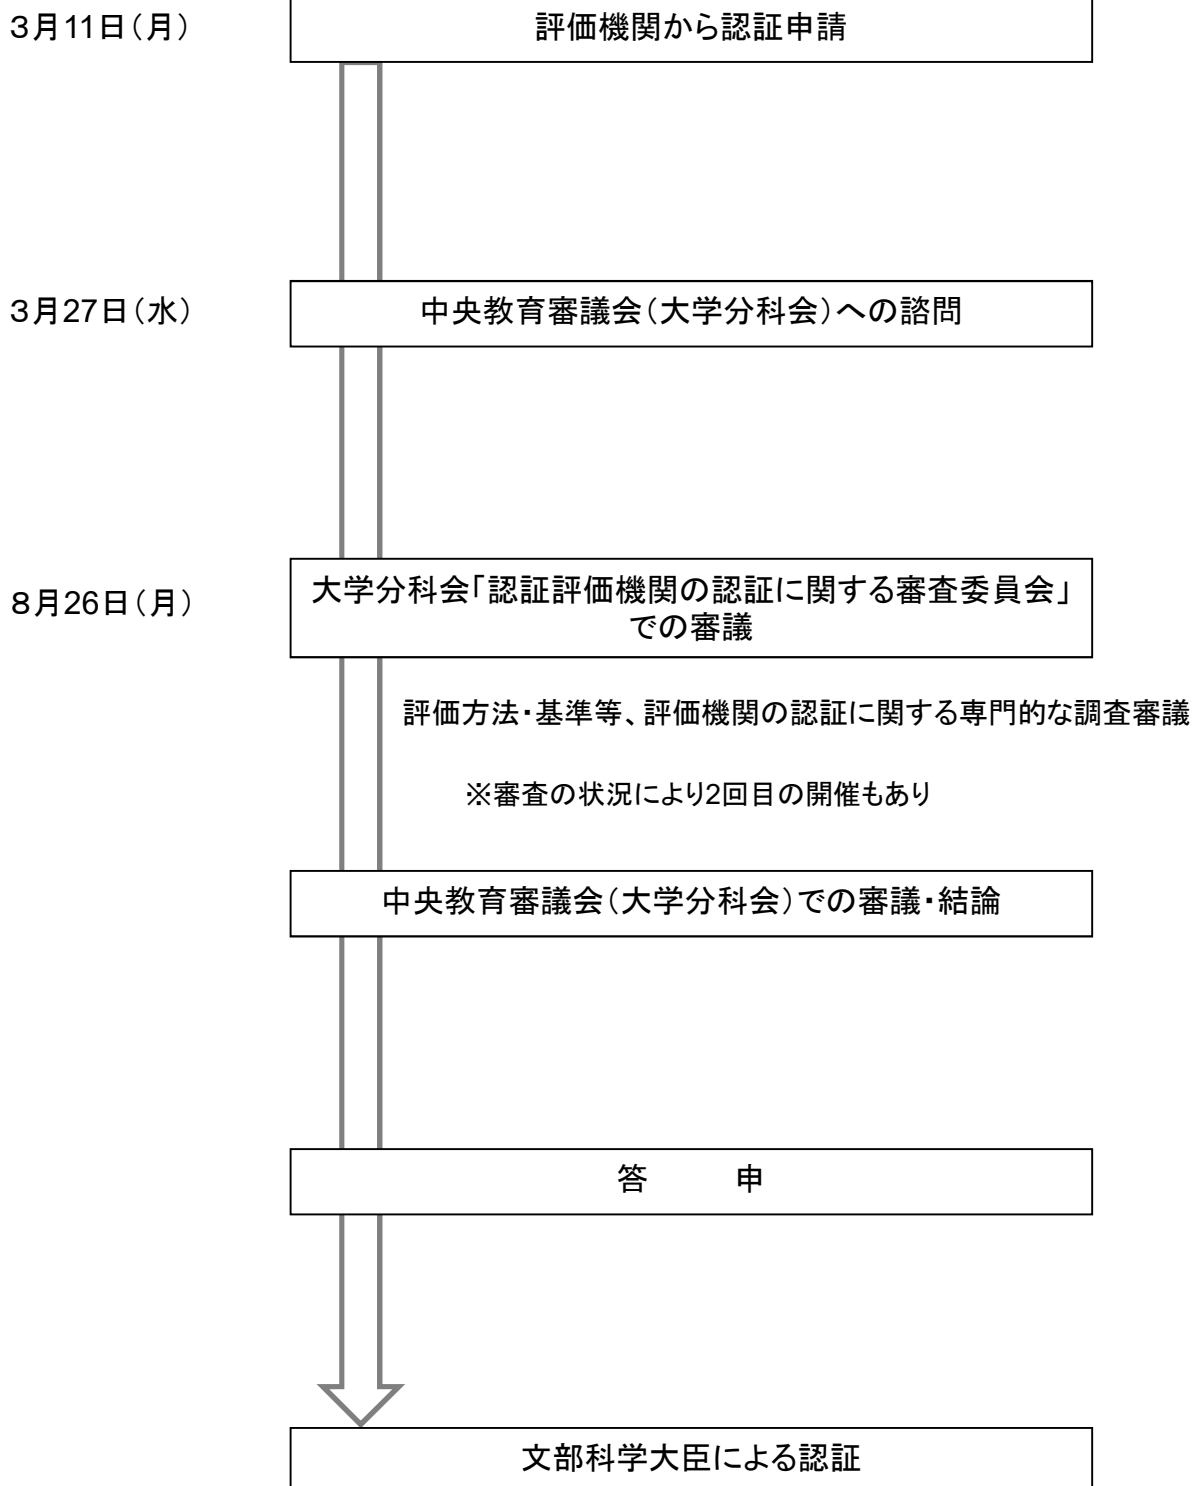 ３月11日（月）
評価機関から認証申請
３月27日（水）
中央教育審議会（大学分科会）への諮問
８月26日（月）
大学分科会「認証評価機関の認証に関する審査委員会」
での審議
評価方法・基準等、評価機関の認証に関する専門的な調査審議
※審査の状況により2回目の開催もあり
中央教育審議会（大学分科会）での審議・結論
答　　　申
文部科学大臣による認証